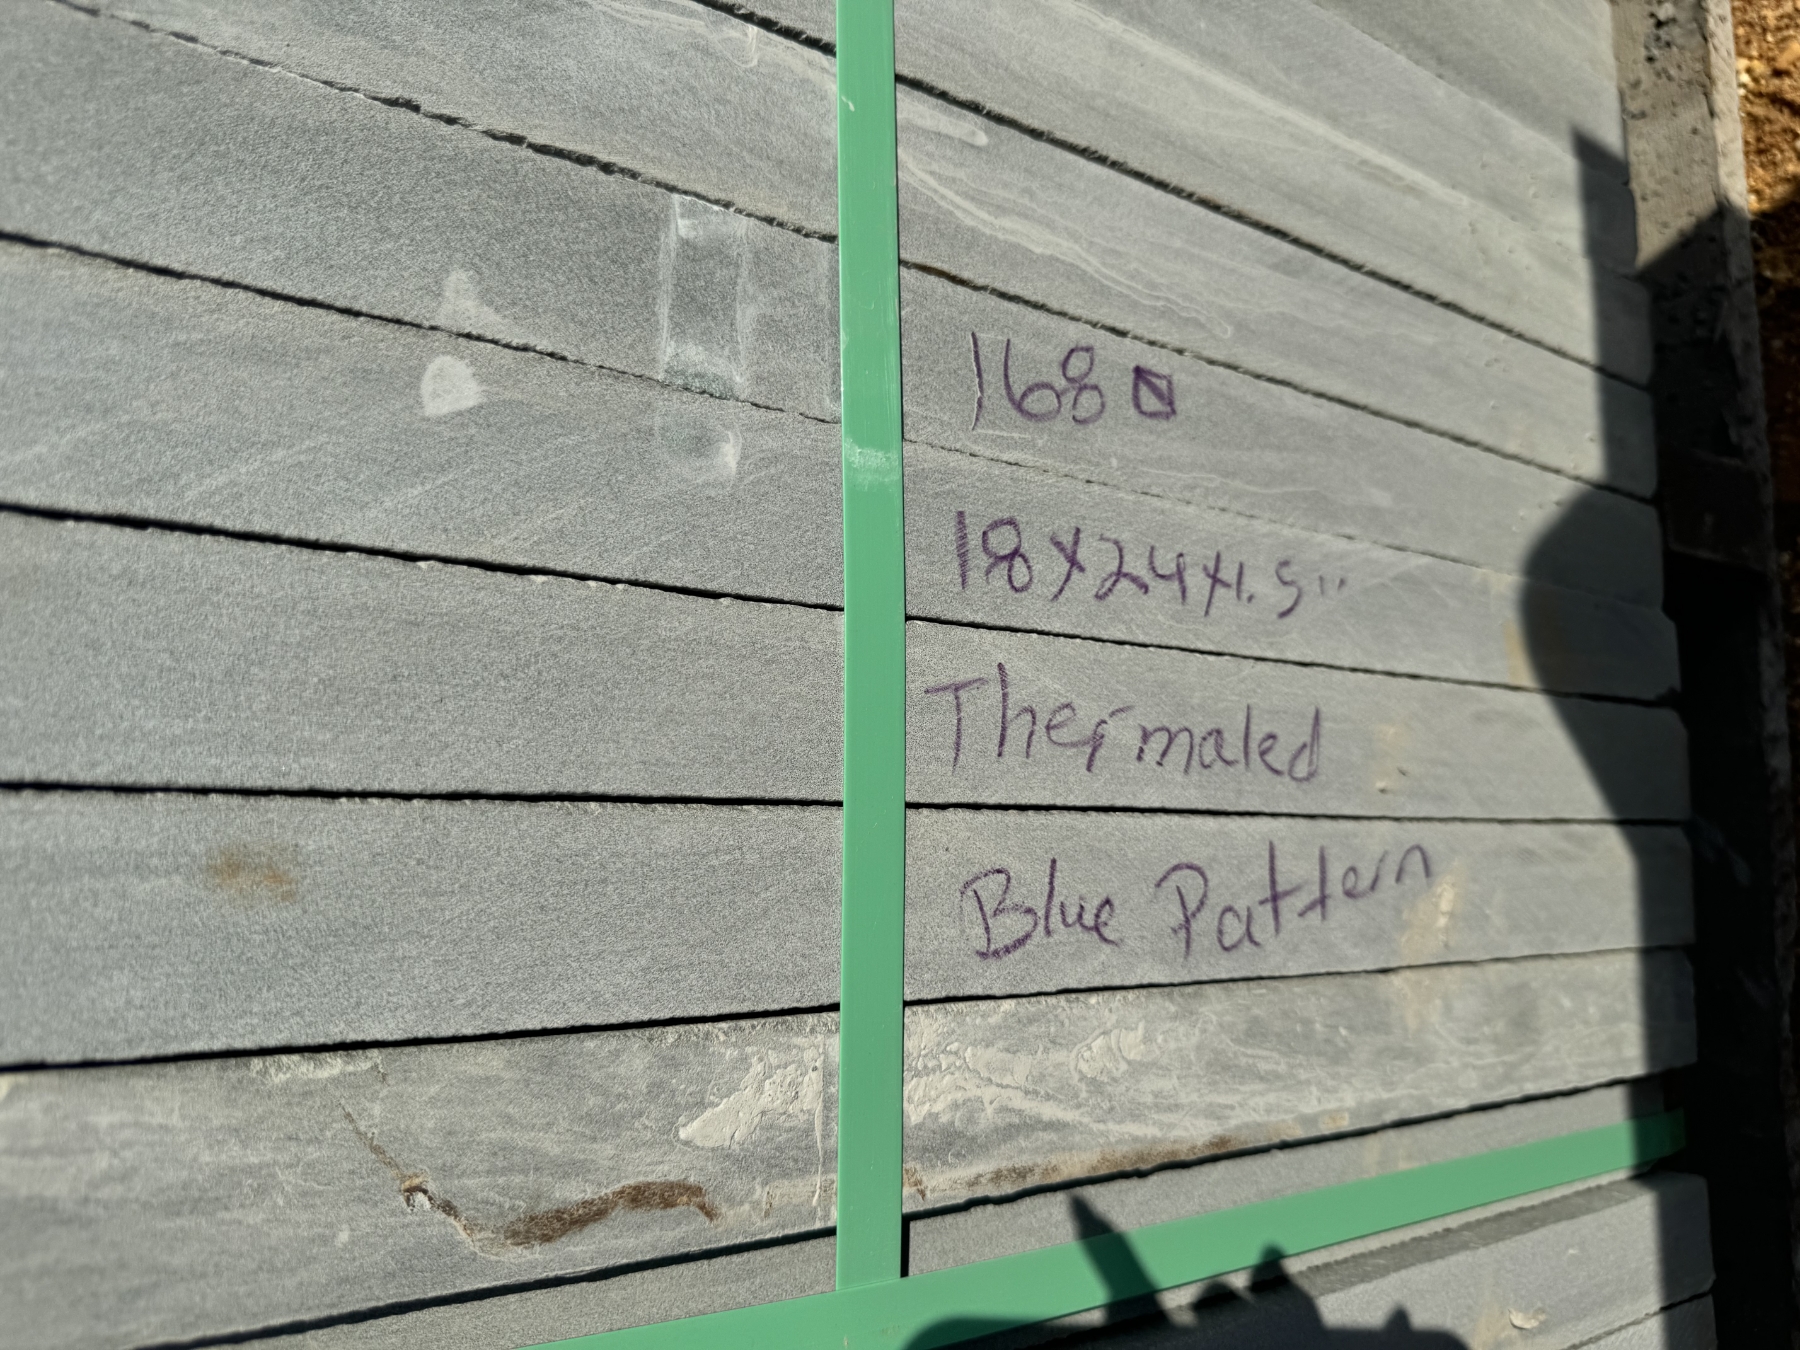 168 ⧅
18x24x1.5"
Thermaled
Blue Pattern